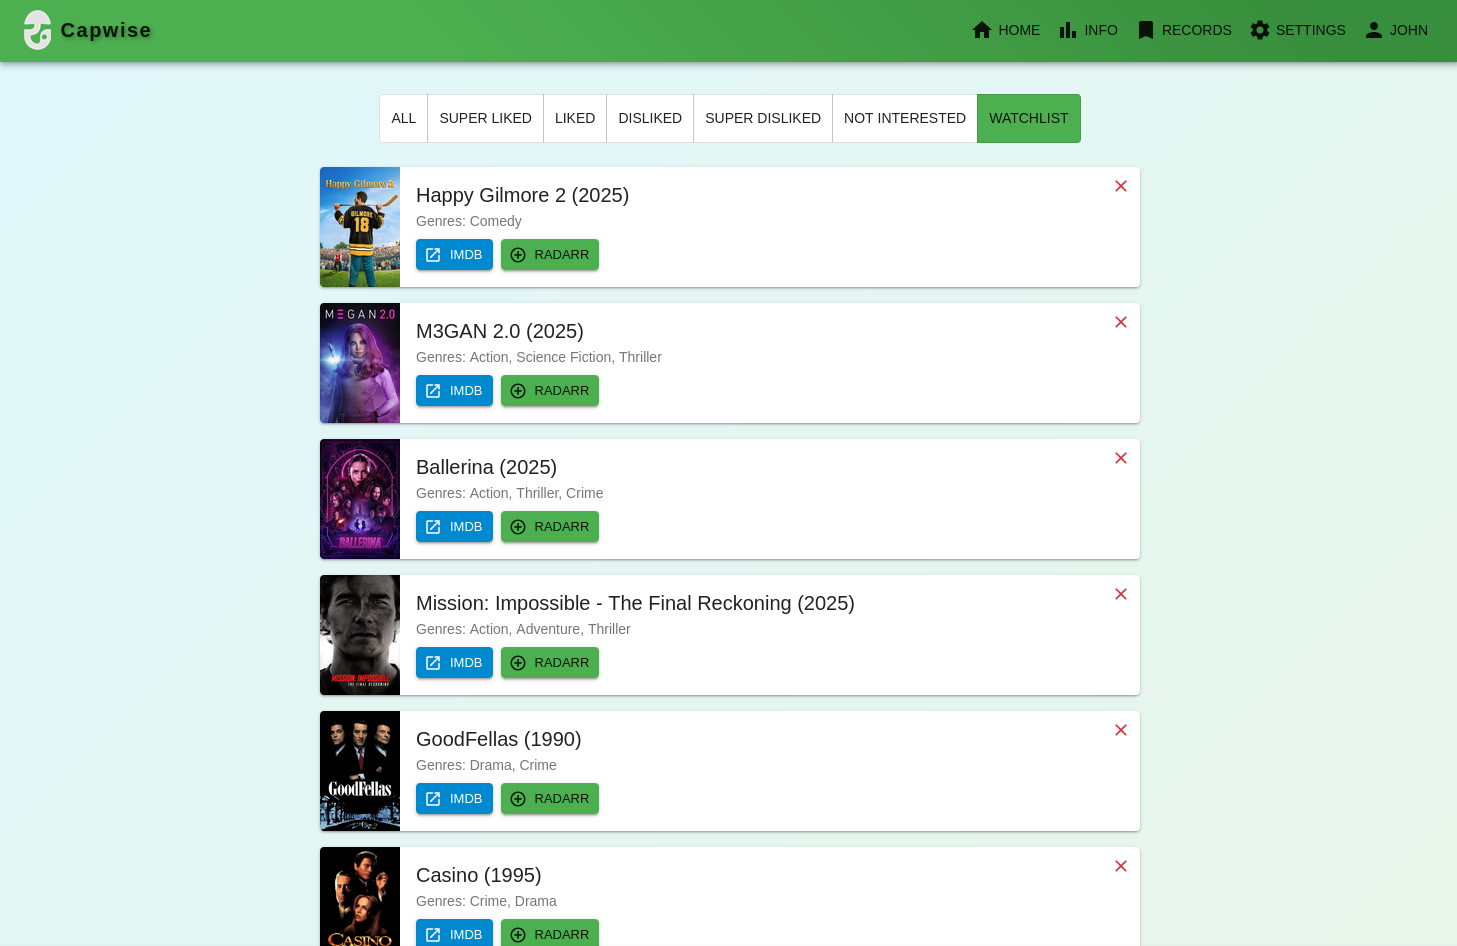 Capwise
HOME INFO RECORDS SETTINGS JOHN
ALL SUPER LIKED LIKED DISLIKED SUPER DISLIKED NOT INTERESTED WATCHLIST
Happy Gilmore 2
GILMORE
18
Happy Gilmore 2 (2025)
Genres: Comedy
IMDB RADARR
M3GAN 2.0
M3GAN 2.0 (2025)
Genres: Action, Science Fiction, Thriller
IMDB RADARR
BALLERINA
Ballerina (2025)
Genres: Action, Thriller, Crime
IMDB RADARR
MISSION: IMPOSSIBLE
THE FINAL RECKONING
Mission: Impossible - The Final Reckoning (2025)
Genres: Action, Adventure, Thriller
IMDB RADARR
GoodFellas
GoodFellas (1990)
Genres: Drama, Crime
IMDB RADARR
CASINO
Casino (1995)
Genres: Crime, Drama
IMDB RADARR